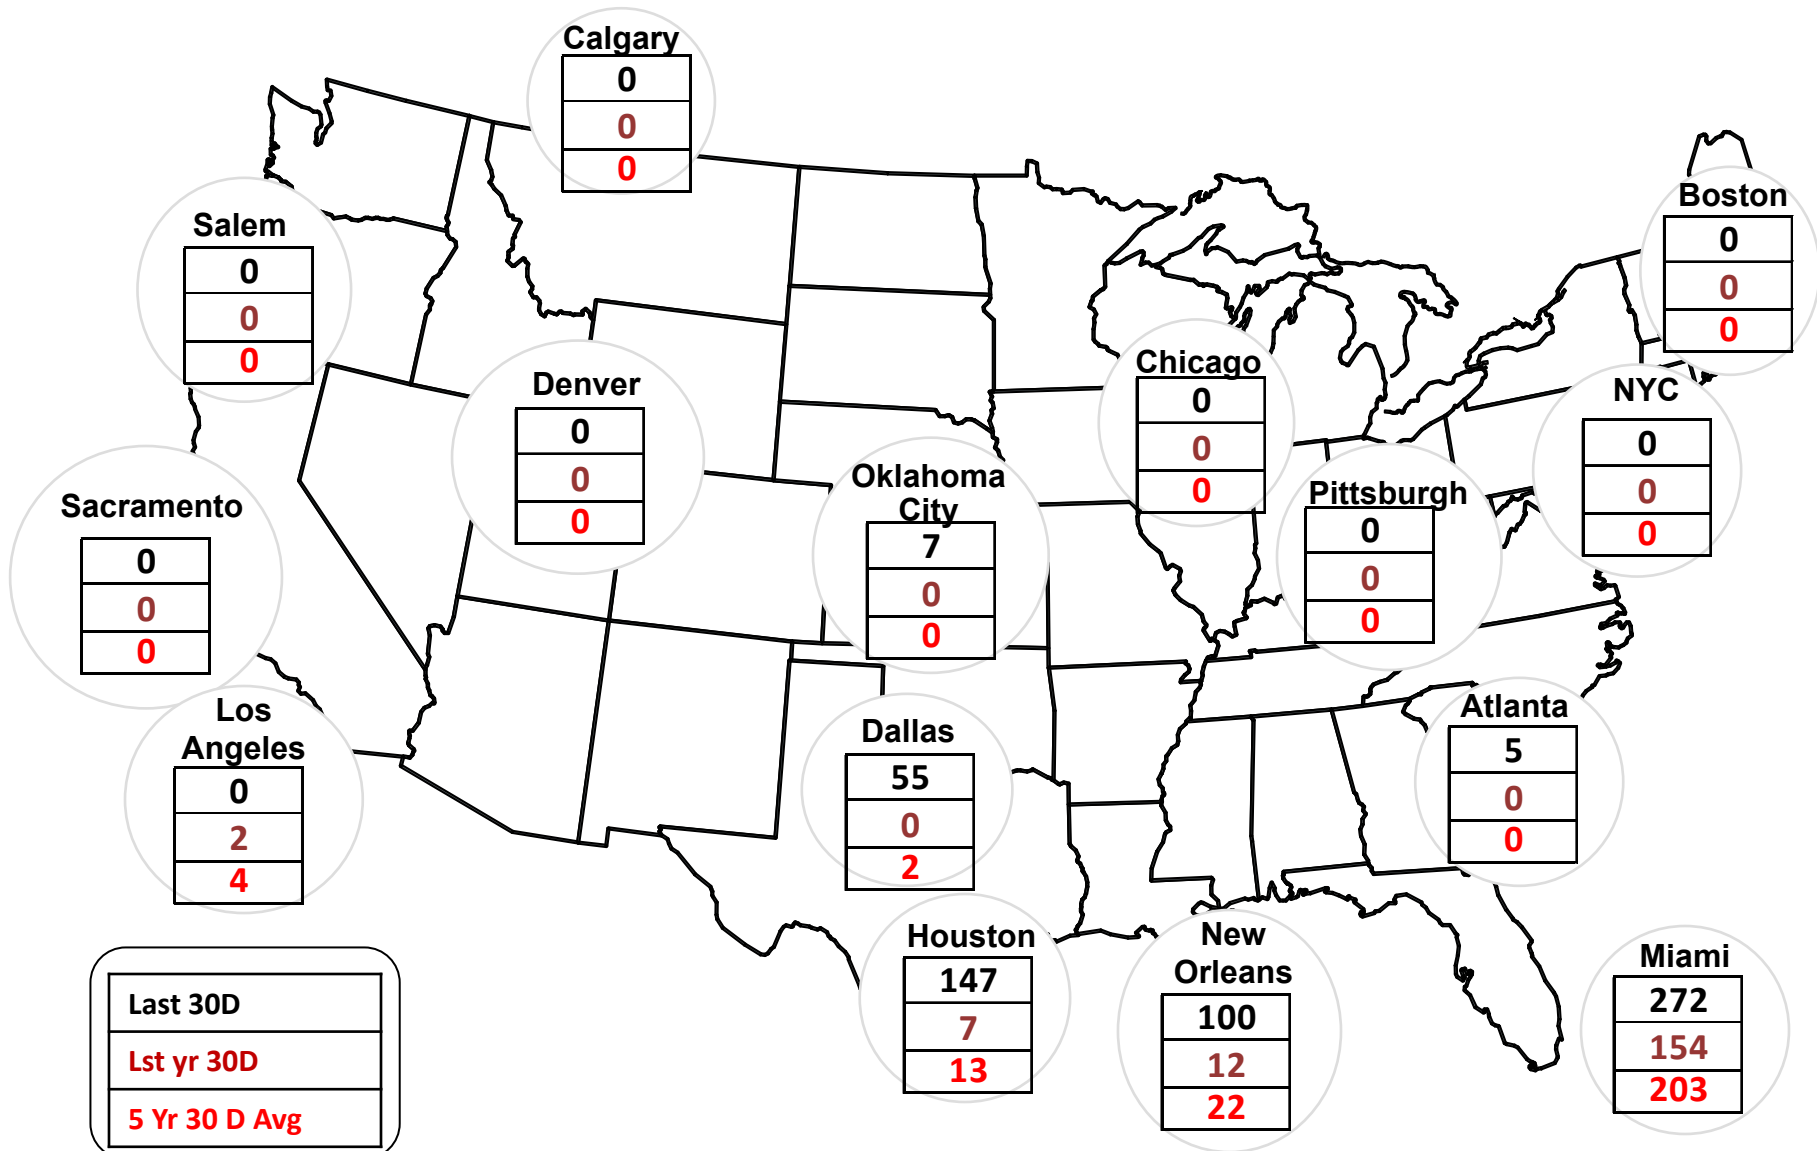 Calgary
0
0
0
Salem
0
0
0
Boston
0
0
0
Denver
0
0
0
Chicago
0
0
0
NYC
0
0
0
Sacramento
0
0
0
Oklahoma
City
7
0
0
Pittsburgh
0
0
0
Los
Angeles
0
2
4
Dallas
55
0
2
Atlanta
5
0
0
Houston
147
7
13
New
Orleans
100
12
22
Miami
272
154
203
Last 30D
Lst yr 30D
5 Yr 30 D Avg